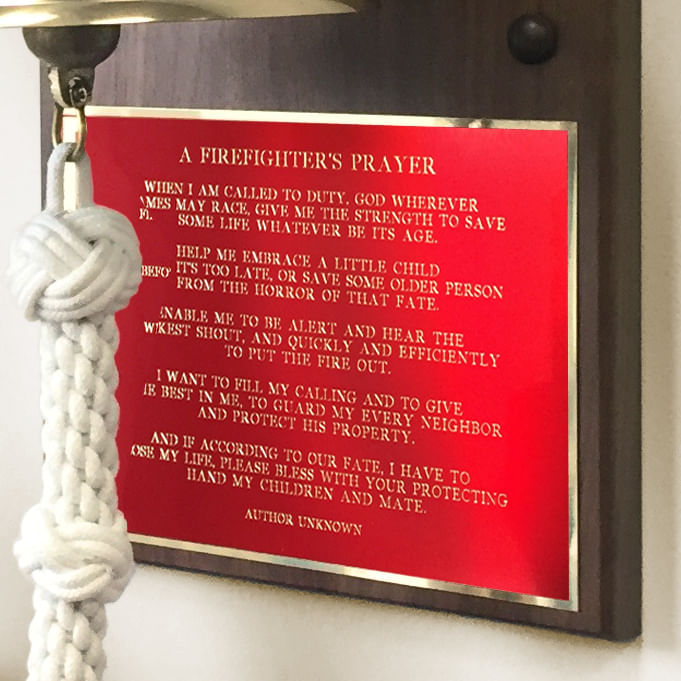 A FIREFIGHTER'S PRAYER
WHEN I AM CALLED TO DUTY, GOD WHEREVER
MES MAY RACE, GIVE ME THE STRENGTH TO SAVE
SOME LIFE WHATEVER BE ITS AGE.
HELP ME EMBRACE A LITTLE CHILD
BEFO IT'S TOO LATE, OR SAVE SOME OLDER PERSON
FROM THE HORROR OF THAT FATE.
NABLE ME TO BE ALERT AND HEAR THE
KEST SHOUT, AND QUICKLY AND EFFICIENTLY
TO PUT THE FIRE OUT.
I WANT TO FILL MY CALLING AND TO GIVE
E BEST IN ME, TO GUARD MY EVERY NEIGHBOR
AND PROTECT HIS PROPERTY.
AND IF ACCORDING TO OUR FATE, I HAVE TO
OSE MY LIFE, PLEASE BLESS WITH YOUR PROTECTING
HAND MY CHILDREN AND MATE.
AUTHOR UNKNOWN